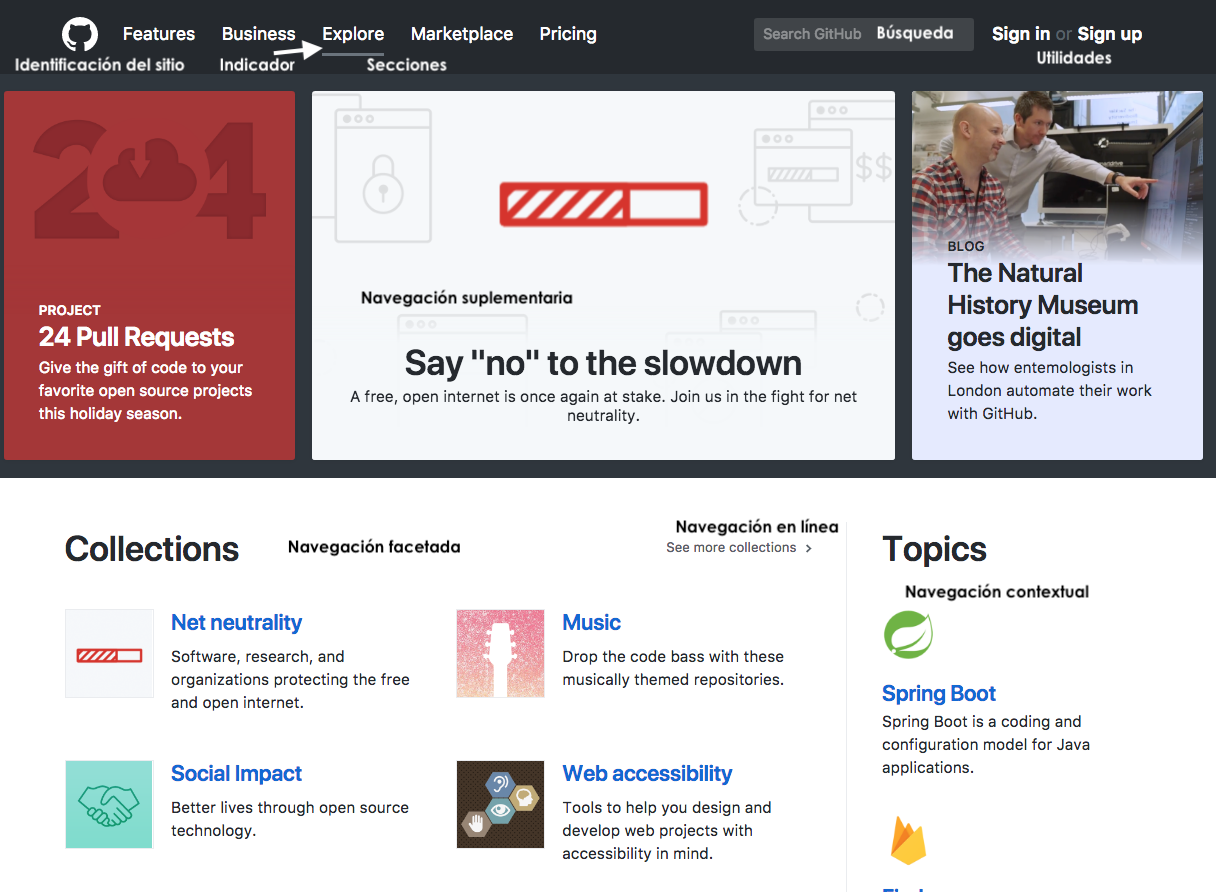 Features Business Explore Marketplace Pricing Search GitHub Búsqueda Sign in or Sign up
Identificación del sitio Indicador Secciones Utilidades
24
PROJECT
24 Pull Requests
Give the gift of code to your
favorite open source projects
this holiday season.
$$
Navegación suplementaria
Say "no" to the slowdown
A free, open internet is once again at stake. Join us in the fight for net
neutrality.
BLOG
The Natural
History Museum
goes digital
See how entemologists in
London automate their work
with GitHub.
Collections Navegación facetada
Navegación en línea
See more collections >
Net neutrality
Software, research, and
organizations protecting the free
and open internet.
Music
Drop the code bass with these
musically themed repositories.
Social Impact
Better lives through open source
technology.
Web accessibility
Tools to help you design and
develop web projects with
accessibility in mind.
Topics
Navegación contextual
Spring Boot
Spring Boot is a coding and
configuration model for Java
applications.